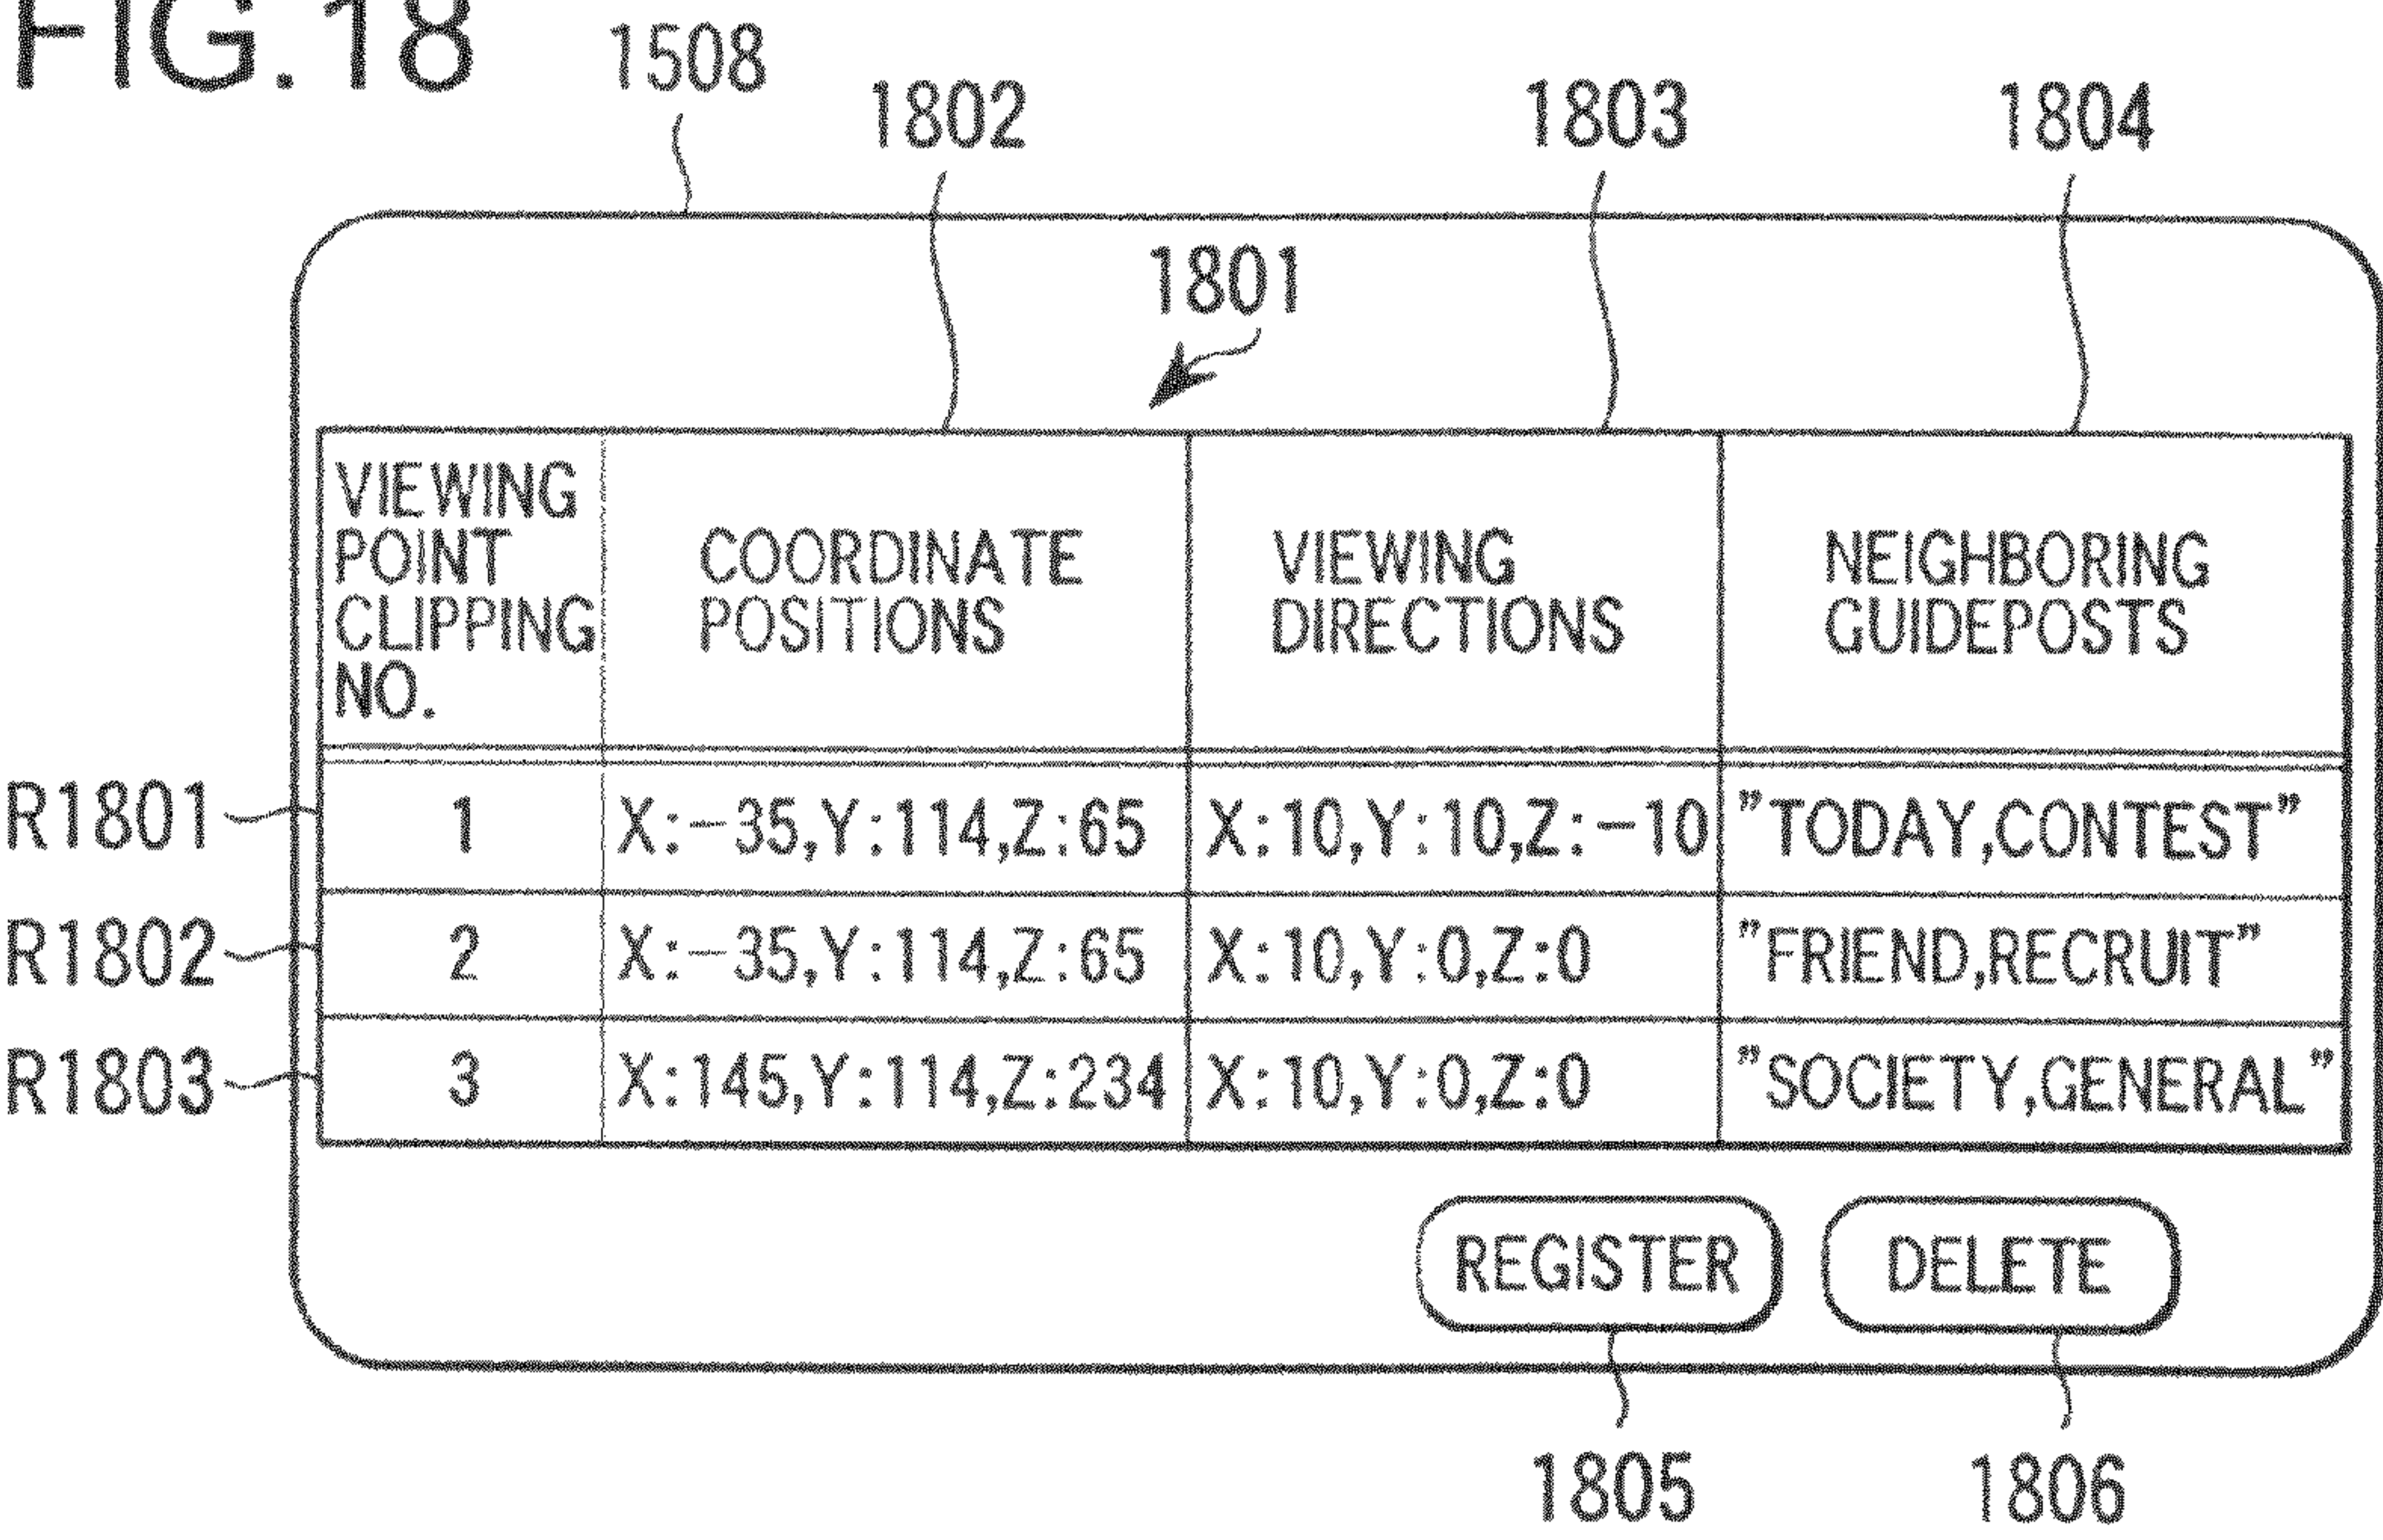 FIG.18
1508
1802
1803
1804
1801
VIEWING
POINT
CLIPPING
NO.
COORDINATE
POSITIONS
VIEWING
DIRECTIONS
NEIGHBORING
GUIDEPOSTS
R1801 1 X:-35,Y:114,Z:65 X:10,Y:10,Z:-10 "TODAY,CONTEST"
R1802 2 X:-35,Y:114,Z:65 X:10,Y:0,Z:0 "FRIEND,RECRUIT"
R1803 3 X:145,Y:114,Z:234 X:10,Y:0,Z:0 "SOCIETY,GENERAL"
REGISTER DELETE
1805 1806